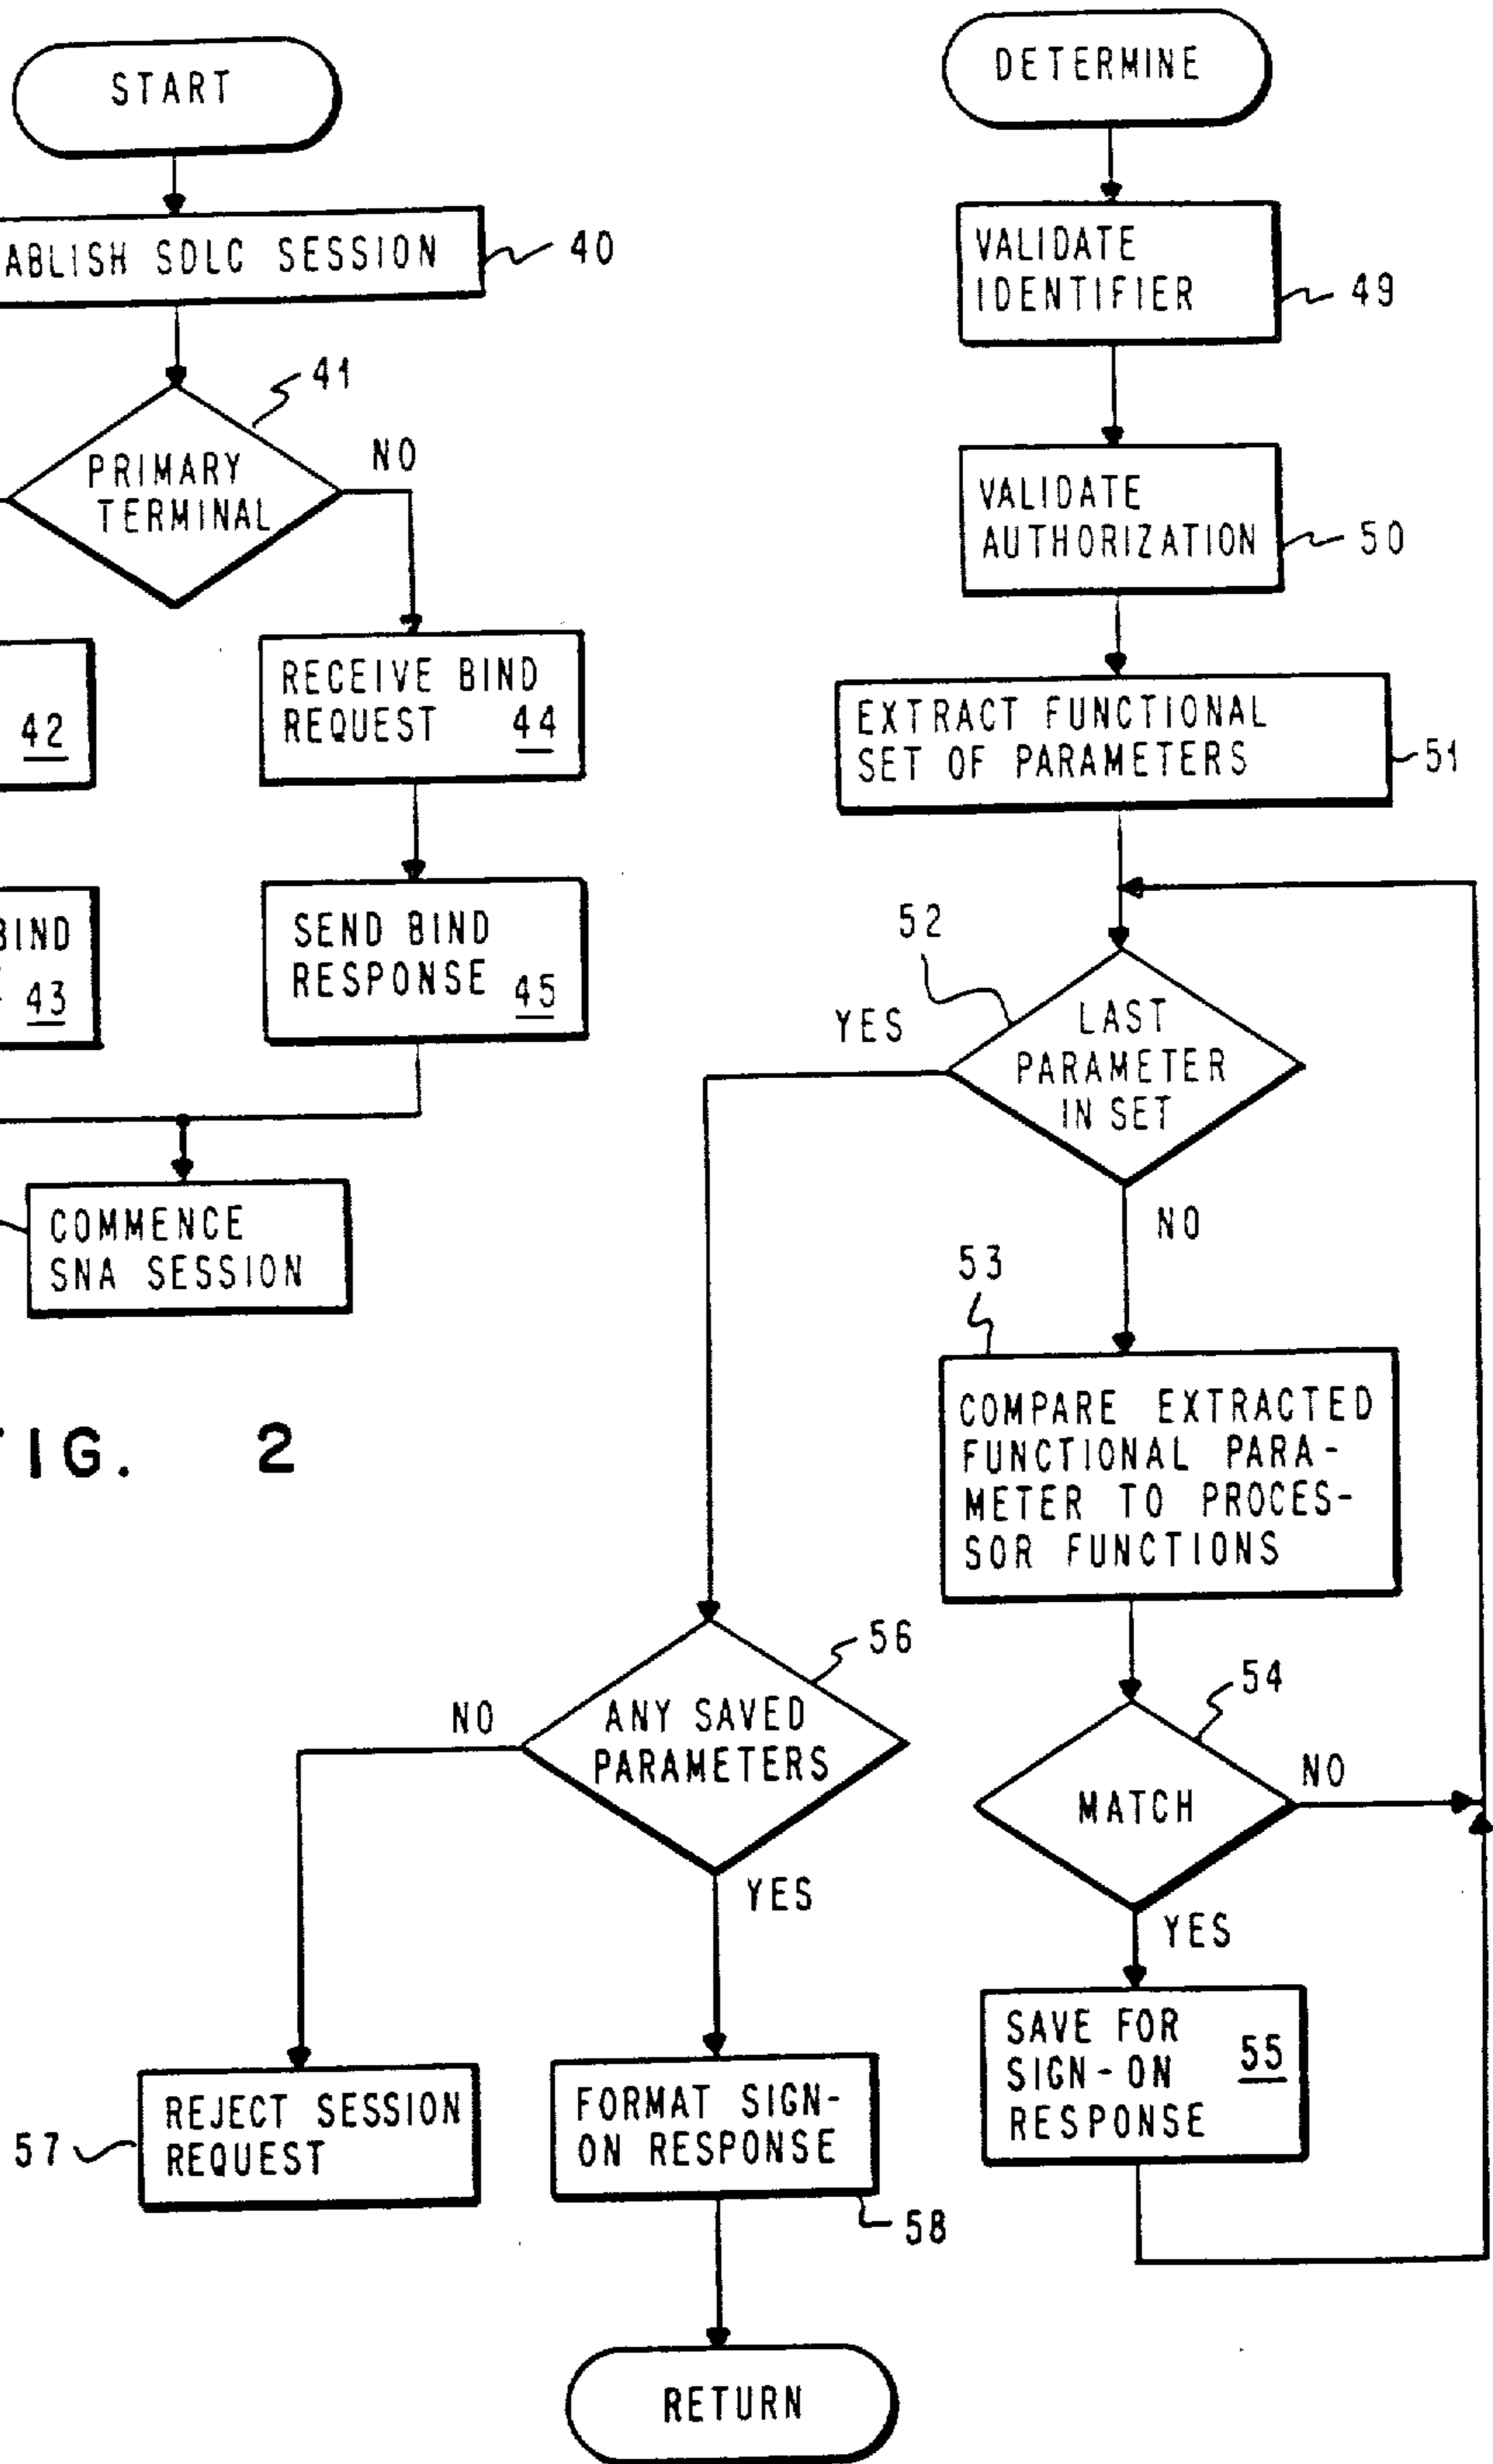 START
ABLISH SDLC SESSION
40
41
PRIMARY
TERMINAL
NO
42
RECEIVE BIND
REQUEST 44
BIND
43
SEND BIND
RESPONSE 45
COMMENCE
SNA SESSION
IG. 2
DETERMINE
VALIDATE
IDENTIFIER
49
VALIDATE
AUTHORIZATION
50
EXTRACT FUNCTIONAL
SET OF PARAMETERS
51
52
YES
LAST
PARAMETER
IN SET
NO
53
COMPARE EXTRACTED
FUNCTIONAL PARA-
METER TO PROCES-
SOR FUNCTIONS
54
MATCH
NO
YES
SAVE FOR
SIGN-ON
RESPONSE
55
56
ANY SAVED
PARAMETERS
NO
YES
57
REJECT SESSION
REQUEST
FORMAT SIGN-
ON RESPONSE
58
RETURN